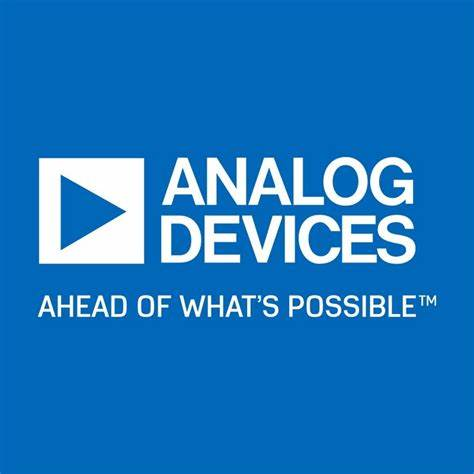 ANALOG
DEVICES
AHEAD OF WHAT'S POSSIBLE™